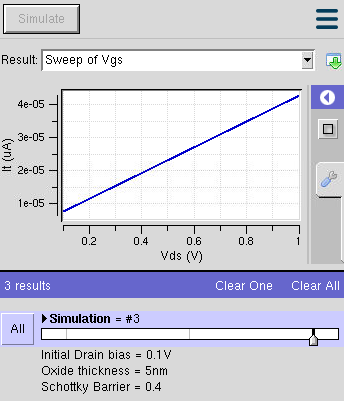 Simulate
Result: Sweep of Vgs
It (uA)
4e-05
3e-05
2e-05
1e-05
0.2 0.4 0.6 0.8 1
Vds (V)
3 results Clear One Clear All
All
Simulation = #3
Initial Drain bias = 0.1V
Oxide thickness = 5nm
Schottky Barrier = 0.4